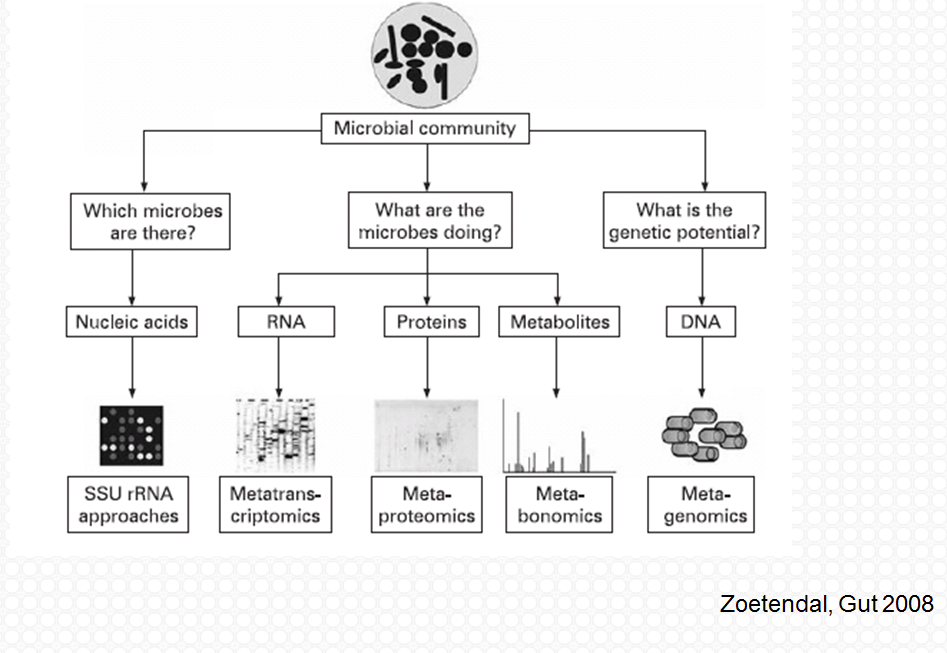 Microbial community
Which microbes
are there?
What are the
microbes doing?
What is the
genetic potential?
Nucleic acids
RNA
Proteins
Metabolites
DNA
SSU rRNA
approaches
Metatrans-
criptomics
Meta-
proteomics
Meta-
bonomics
Meta-
genomics
Zoetendal, Gut 2008